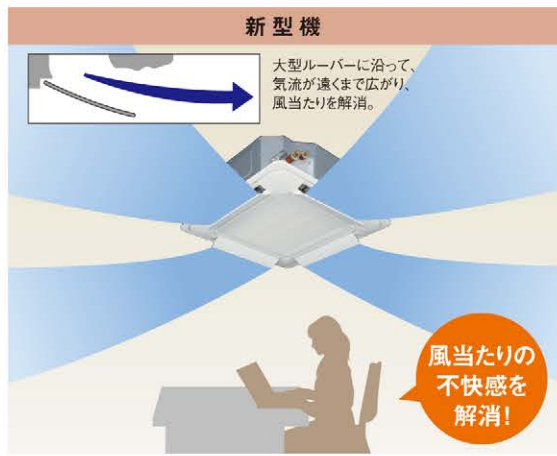 新型機
大型ルーバーに沿って、
気流が遠くまで広がり、
風当たりを解消。
風当たりの
不快感を
解消!